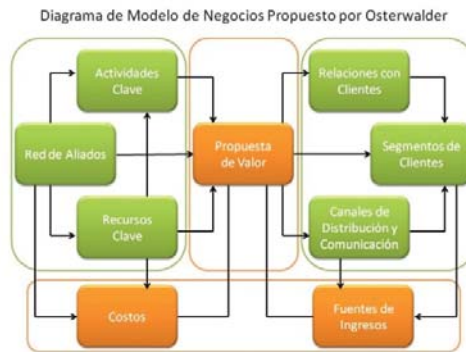 Diagrama de Modelo de Negocios Propuesto por Osterwalder
Actividades
Clave
Relaciones con
Clientes
Red de Aliados
Propuesta
de Valor
Segmentos de
Clientes
Recursos
Clave
Canales de
Distribución y
Comunicación
Costos
Fuentes de
Ingresos